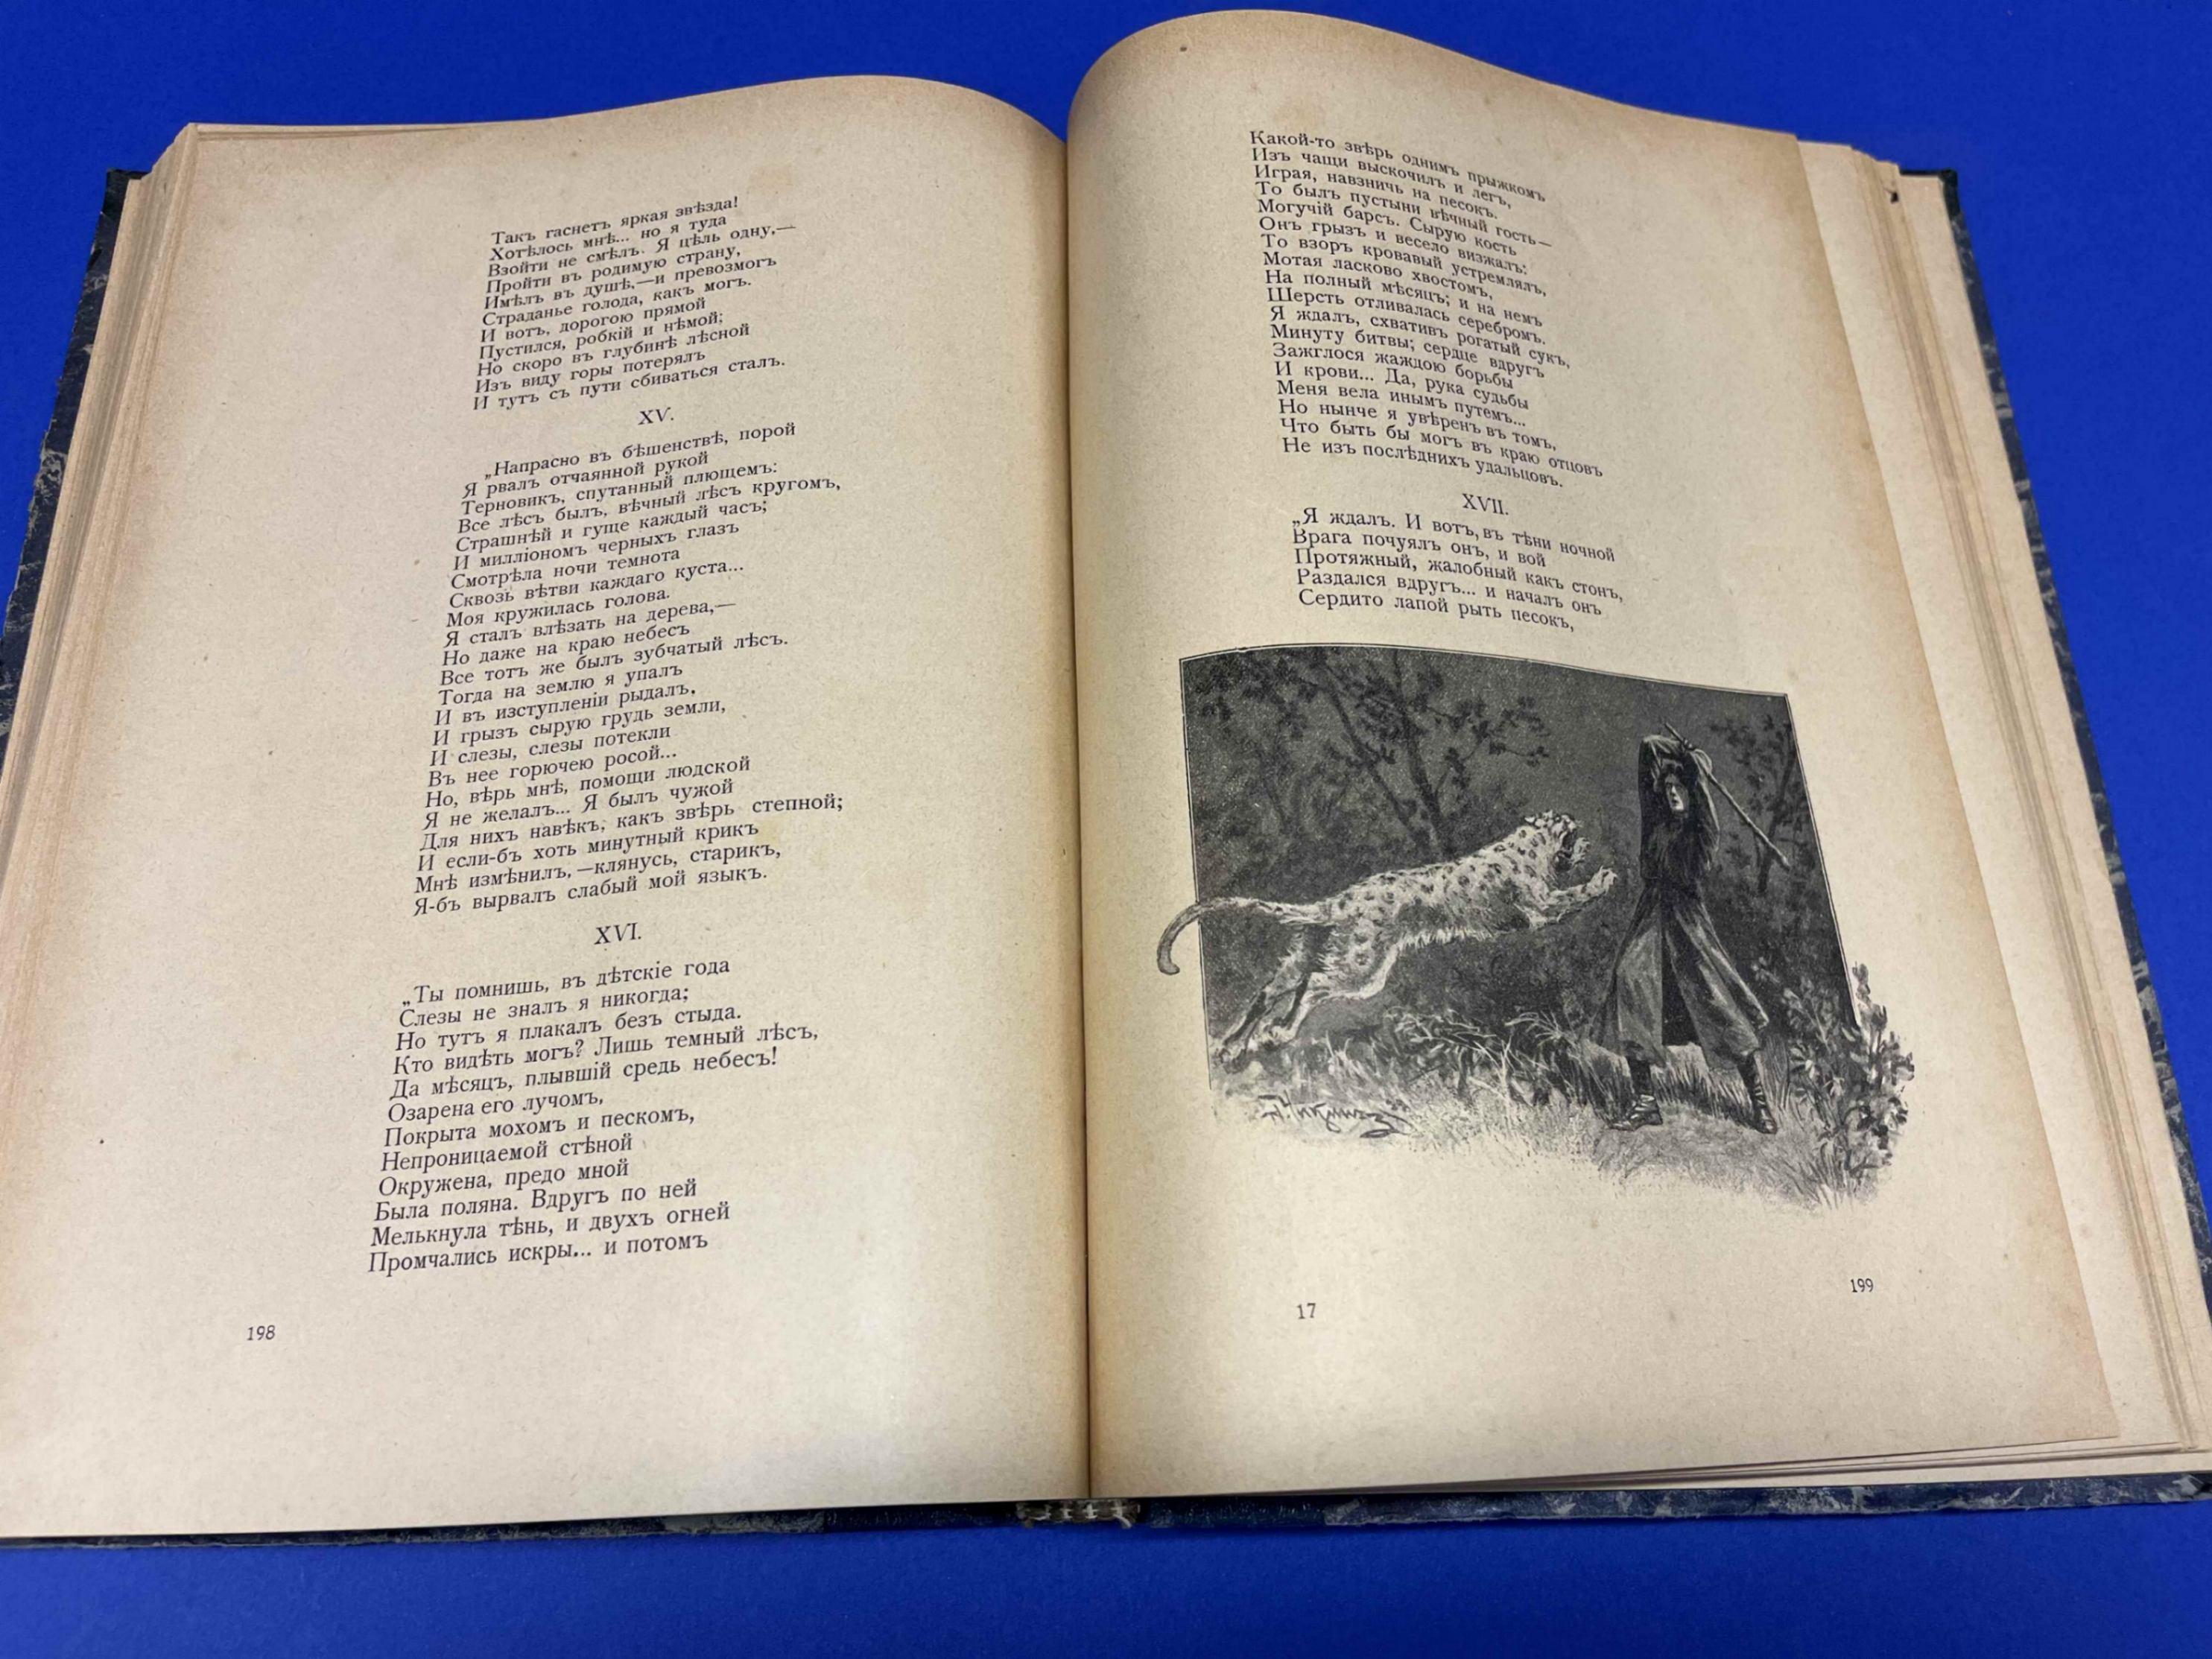 Такъ гаснетъ яркая звѣзда!
Хотѣлось мнѣ... но я туда
Взойти не смѣлъ. Я цѣль одну,—
Пройти въ родимую страну,
Имѣлъ въ душѣ,—и превозмогъ
Страданье голода, какъ могъ.
И вотъ, дорогою прямой
Пустился, робкій и нѣмой;
Но скоро въ глубинѣ лѣсной
Изъ виду горы потерялъ
И тутъ съ пути сбиваться сталъ.
XV.
„Напрасно въ бѣшенствѣ, порой
Я рвалъ отчаянной рукой
Терновикъ, спутанный плющемъ:
Все лѣсъ былъ, вѣчный лѣсъ кругомъ,
Страшнѣй и гуще каждый часъ;
И милліономъ черныхъ глазъ
Смотрѣла ночи темнота
Сквозь вѣтви каждаго куста...
Моя кружилась голова.
Я сталъ влѣзать на дерева,—
Но даже на краю небесъ
Все тотъ же былъ зубчатый лѣсъ.
Тогда на землю я упалъ
И въ изступленіи рыдалъ,
И грызъ сырую грудь земли,
И слезы, слезы потекли
Въ нее горючею росой...
Но, вѣрь мнѣ, помощи людской
Я не желалъ... Я былъ чужой
Для нихъ навѣкъ, какъ звѣрь степной;
И если-бъ хоть минутный крикъ
Мнѣ измѣнилъ,—клянусь, старикъ,
Я-бъ вырвалъ слабый мой языкъ.
XVI.
„Ты помнишь, въ дѣтскіе года
Слезы не зналъ я никогда;
Но тутъ я плакалъ безъ стыда.
Кто видѣть могъ? Лишь темный лѣсъ,
Да мѣсяцъ, плывшій средь небесъ!
Озарена его лучомъ,
Покрыта мохомъ и пескомъ,
Непроницаемой стѣной
Окружена, предо мной
Была поляна. Вдругъ по ней
Мелькнула тѣнь, и двухъ огней
Промчались искры... и потомъ
198
Какой-то звѣрь однимъ прыжкомъ
Изъ чащи выскочилъ и легъ,
Играя, навзничь на песокъ.
То былъ пустыни вѣчный гость—
Могучій барсъ. Сырую кость
Онъ грызъ и весело визжалъ:
То взоръ кровавый устремлялъ,
Мотая ласково хвостомъ,
На полный мѣсяцъ; и на немъ
Шерсть отливалась серебромъ.
Я ждалъ, схвативъ рогатый сукъ,
Минуту битвы; сердце вдругъ
Зажглося жаждою борьбы
И крови... Да, рука судьбы
Меня вела инымъ путемъ...
Но нынче я увѣренъ въ томъ,
Что быть бы могъ въ краю отцовъ
Не изъ послѣднихъ удальцовъ.
XVII.
„Я ждалъ. И вотъ, въ тѣни ночной
Врага почуялъ онъ, и вой
Протяжный, жалобный какъ стонъ,
Раздался вдругъ... и началъ онъ
Сердито лапой рыть песокъ,
17
199